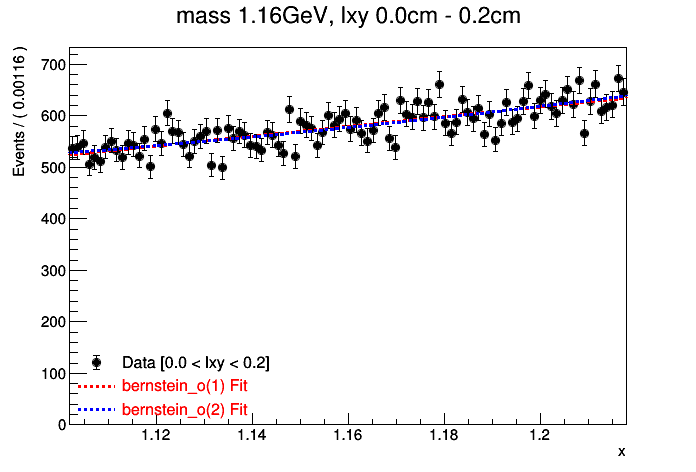 mass 1.16GeV, lxy 0.0cm - 0.2cm
Events / ( 0.00116 )
700
600
500
400
300
200
100
0
Data [0.0 < lxy < 0.2]
bernstein_o(1) Fit
bernstein_o(2) Fit
1.12 1.14 1.16 1.18 1.2
x